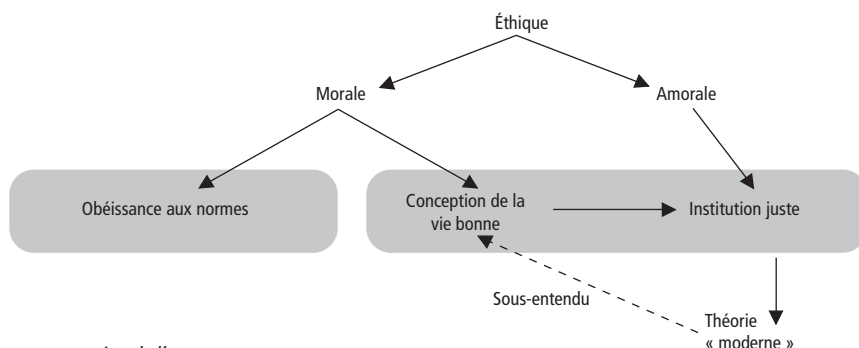 Éthique
Morale
Amorale
Obéissance aux normes
Conception de la
vie bonne
Institution juste
Sous-entendu
Théorie
« moderne »